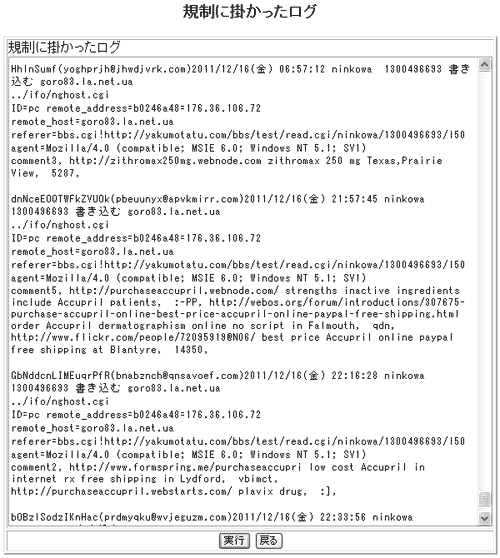 規制に掛かったログ
規制に掛かったログ
HhlnSumf(yoghprjh@jhwdjvrk.com)2011/12/16(金) 06:57:12 ninkowa  1300496693 書き
込む goro83.la.net.ua
../ifo/nghost.cgi
ID=pc remote_address=b0246a48=176.36.106.72
remote_host=goro83.la.net.ua
referer=bbs.cgi!http://yakumotatu.com/bbs/test/read.cgi/ninkowa/1300496693/l50
agent=Mozilla/4.0 (compatible; MSIE 6.0; Windows NT 5.1; SV1)
comment3, http://zithromax250mg.webnode.com zithromax 250 mg Texas,Prairie
View,  5287,
dnNceEOQTWFkZYUOk(pbeuunyx@apvkmirr.com)2011/12/16(金) 21:57:45 ninkowa
1300496693 書き込む goro83.la.net.ua
../ifo/nghost.cgi
ID=pc remote_address=b0246a48=176.36.106.72
remote_host=goro83.la.net.ua
referer=bbs.cgi!http://yakumotatu.com/bbs/test/read.cgi/ninkowa/1300496693/l50
agent=Mozilla/4.0 (compatible; MSIE 6.0; Windows NT 5.1; SV1)
comment5, http://purchaseaccupril.webnode.com/ strengths inactive ingredients
include Accupril patients,  :-PP, http://webos.org/forum/introductions/307675-
purchase-accupril-online-best-price-accupril-online-paypal-free-shipping.html
order Accupril dermatographism online no script in Falmouth,  qdn,
http://www.flickr.com/people/72095919@N06/ best price Accupril online paypal
free shipping at Blantyre,  14350,
GbNddcnLIMEuqrPfR(bnabznch@qnsavoef.com)2011/12/16(金) 22:16:28 ninkowa
1300496693 書き込む goro83.la.net.ua
../ifo/nghost.cgi
ID=pc remote_address=b0246a48=176.36.106.72
remote_host=goro83.la.net.ua
referer=bbs.cgi!http://yakumotatu.com/bbs/test/read.cgi/ninkowa/1300496693/l50
agent=Mozilla/4.0 (compatible; MSIE 6.0; Windows NT 5.1; SV1)
comment2, http://www.formspring.me/purchaseaccupri low cost Accupril in
internet rx free shipping in Lydford,  vbimct,
http://purchaseaccupril.webstarts.com/ plavix drug,  :],
bOBzlSodzIKnHac(prdmyqku@wvjeguzm.com)2011/12/16(金) 22:33:56 ninkowa
実行 戻る